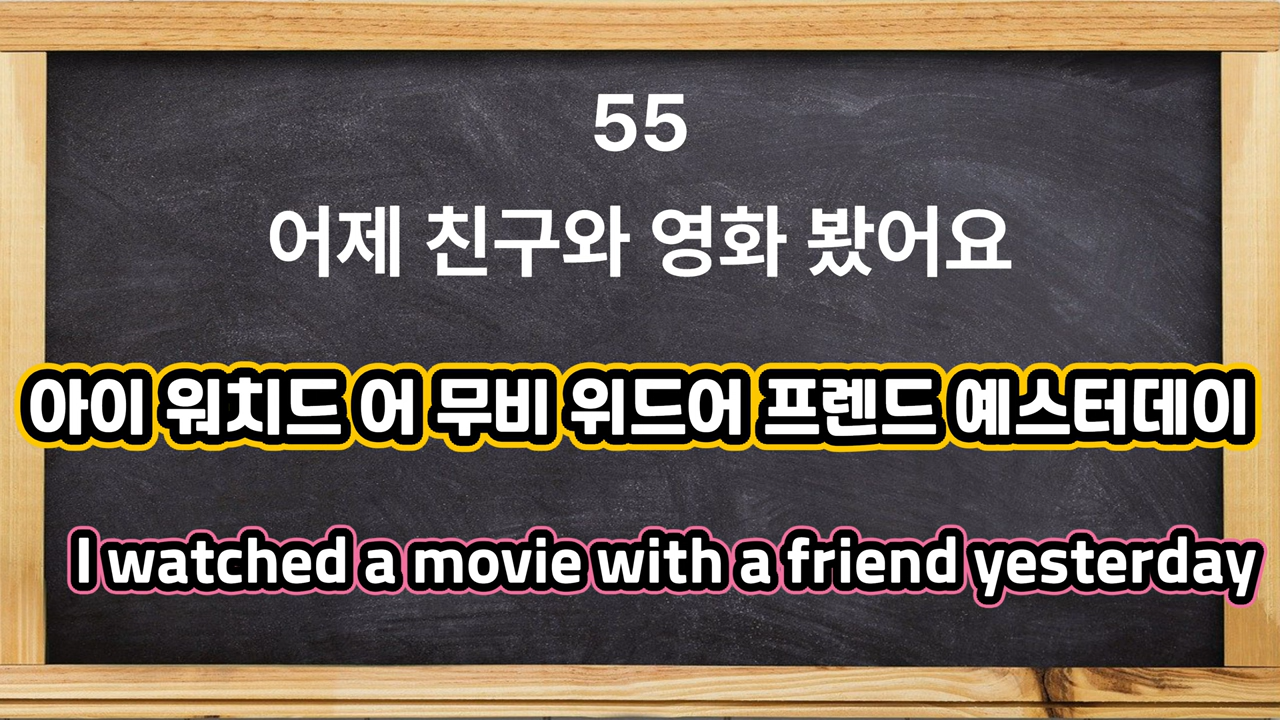 55
어제 친구와 영화 봤어요
아이 워치드 어 무비 위드어 프렌드 예스터데이
I watched a movie with a friend yesterday